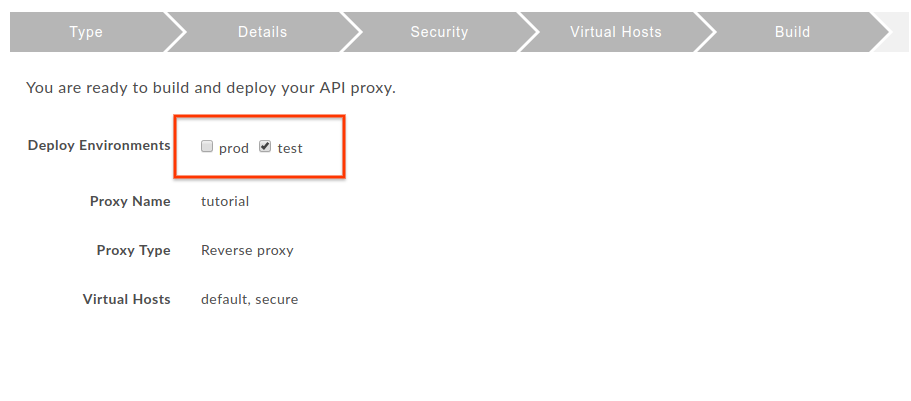 Type Details Security Virtual Hosts Build
You are ready to build and deploy your API proxy.
Deploy Environments prod test
Proxy Name tutorial
Proxy Type Reverse proxy
Virtual Hosts default, secure